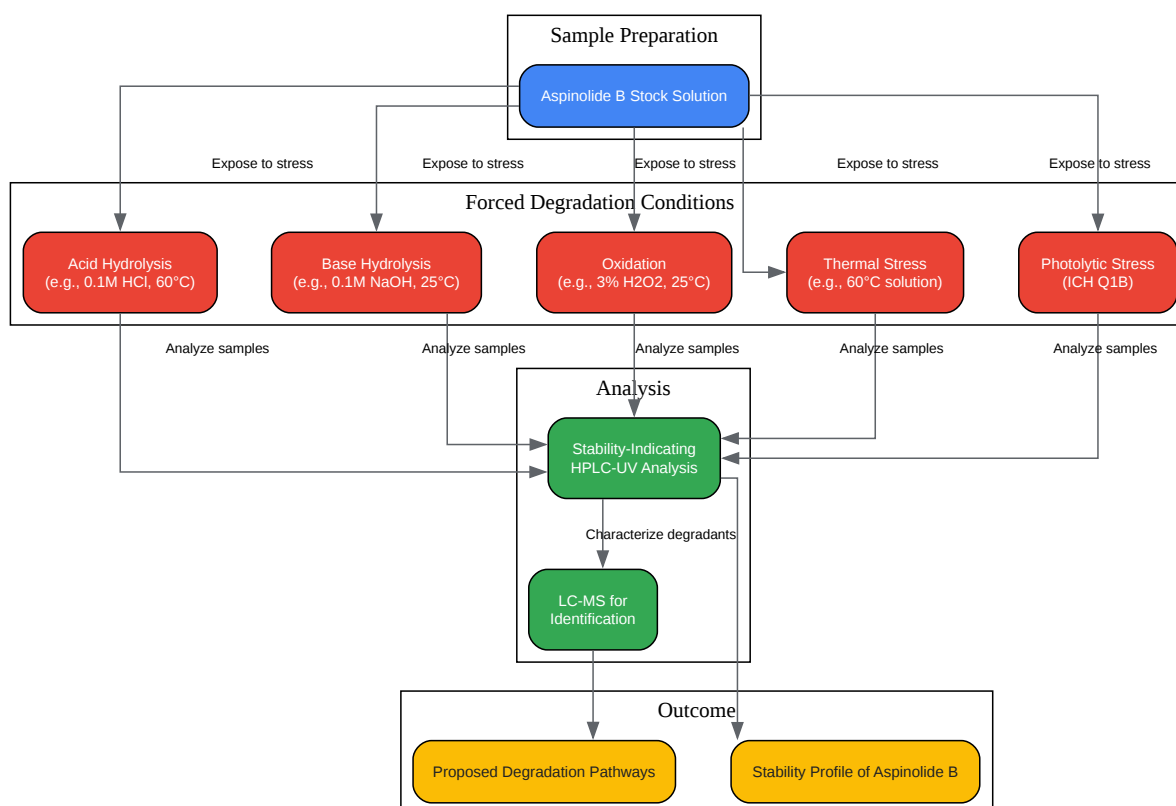 Sample Preparation
Aspinolide B Stock Solution
Expose to stress
Expose to stress
Expose to stress
Expose to stress
Expose to stress
Forced Degradation Conditions
Acid Hydrolysis
(e.g., 0.1M HCl, 60°C)
Base Hydrolysis
(e.g., 0.1M NaOH, 25°C)
Oxidation
(e.g., 3% H2O2, 25°C)
Thermal Stress
(e.g., 60°C solution)
Photolytic Stress
(ICH Q1B)
Analyze samples
Analyze samples
Analyze samples
Analyze samples
Analyze samples
Analysis
Stability-Indicating
HPLC-UV Analysis
Characterize degradants
LC-MS for
Identification
Outcome
Proposed Degradation Pathways
Stability Profile of Aspinolide B